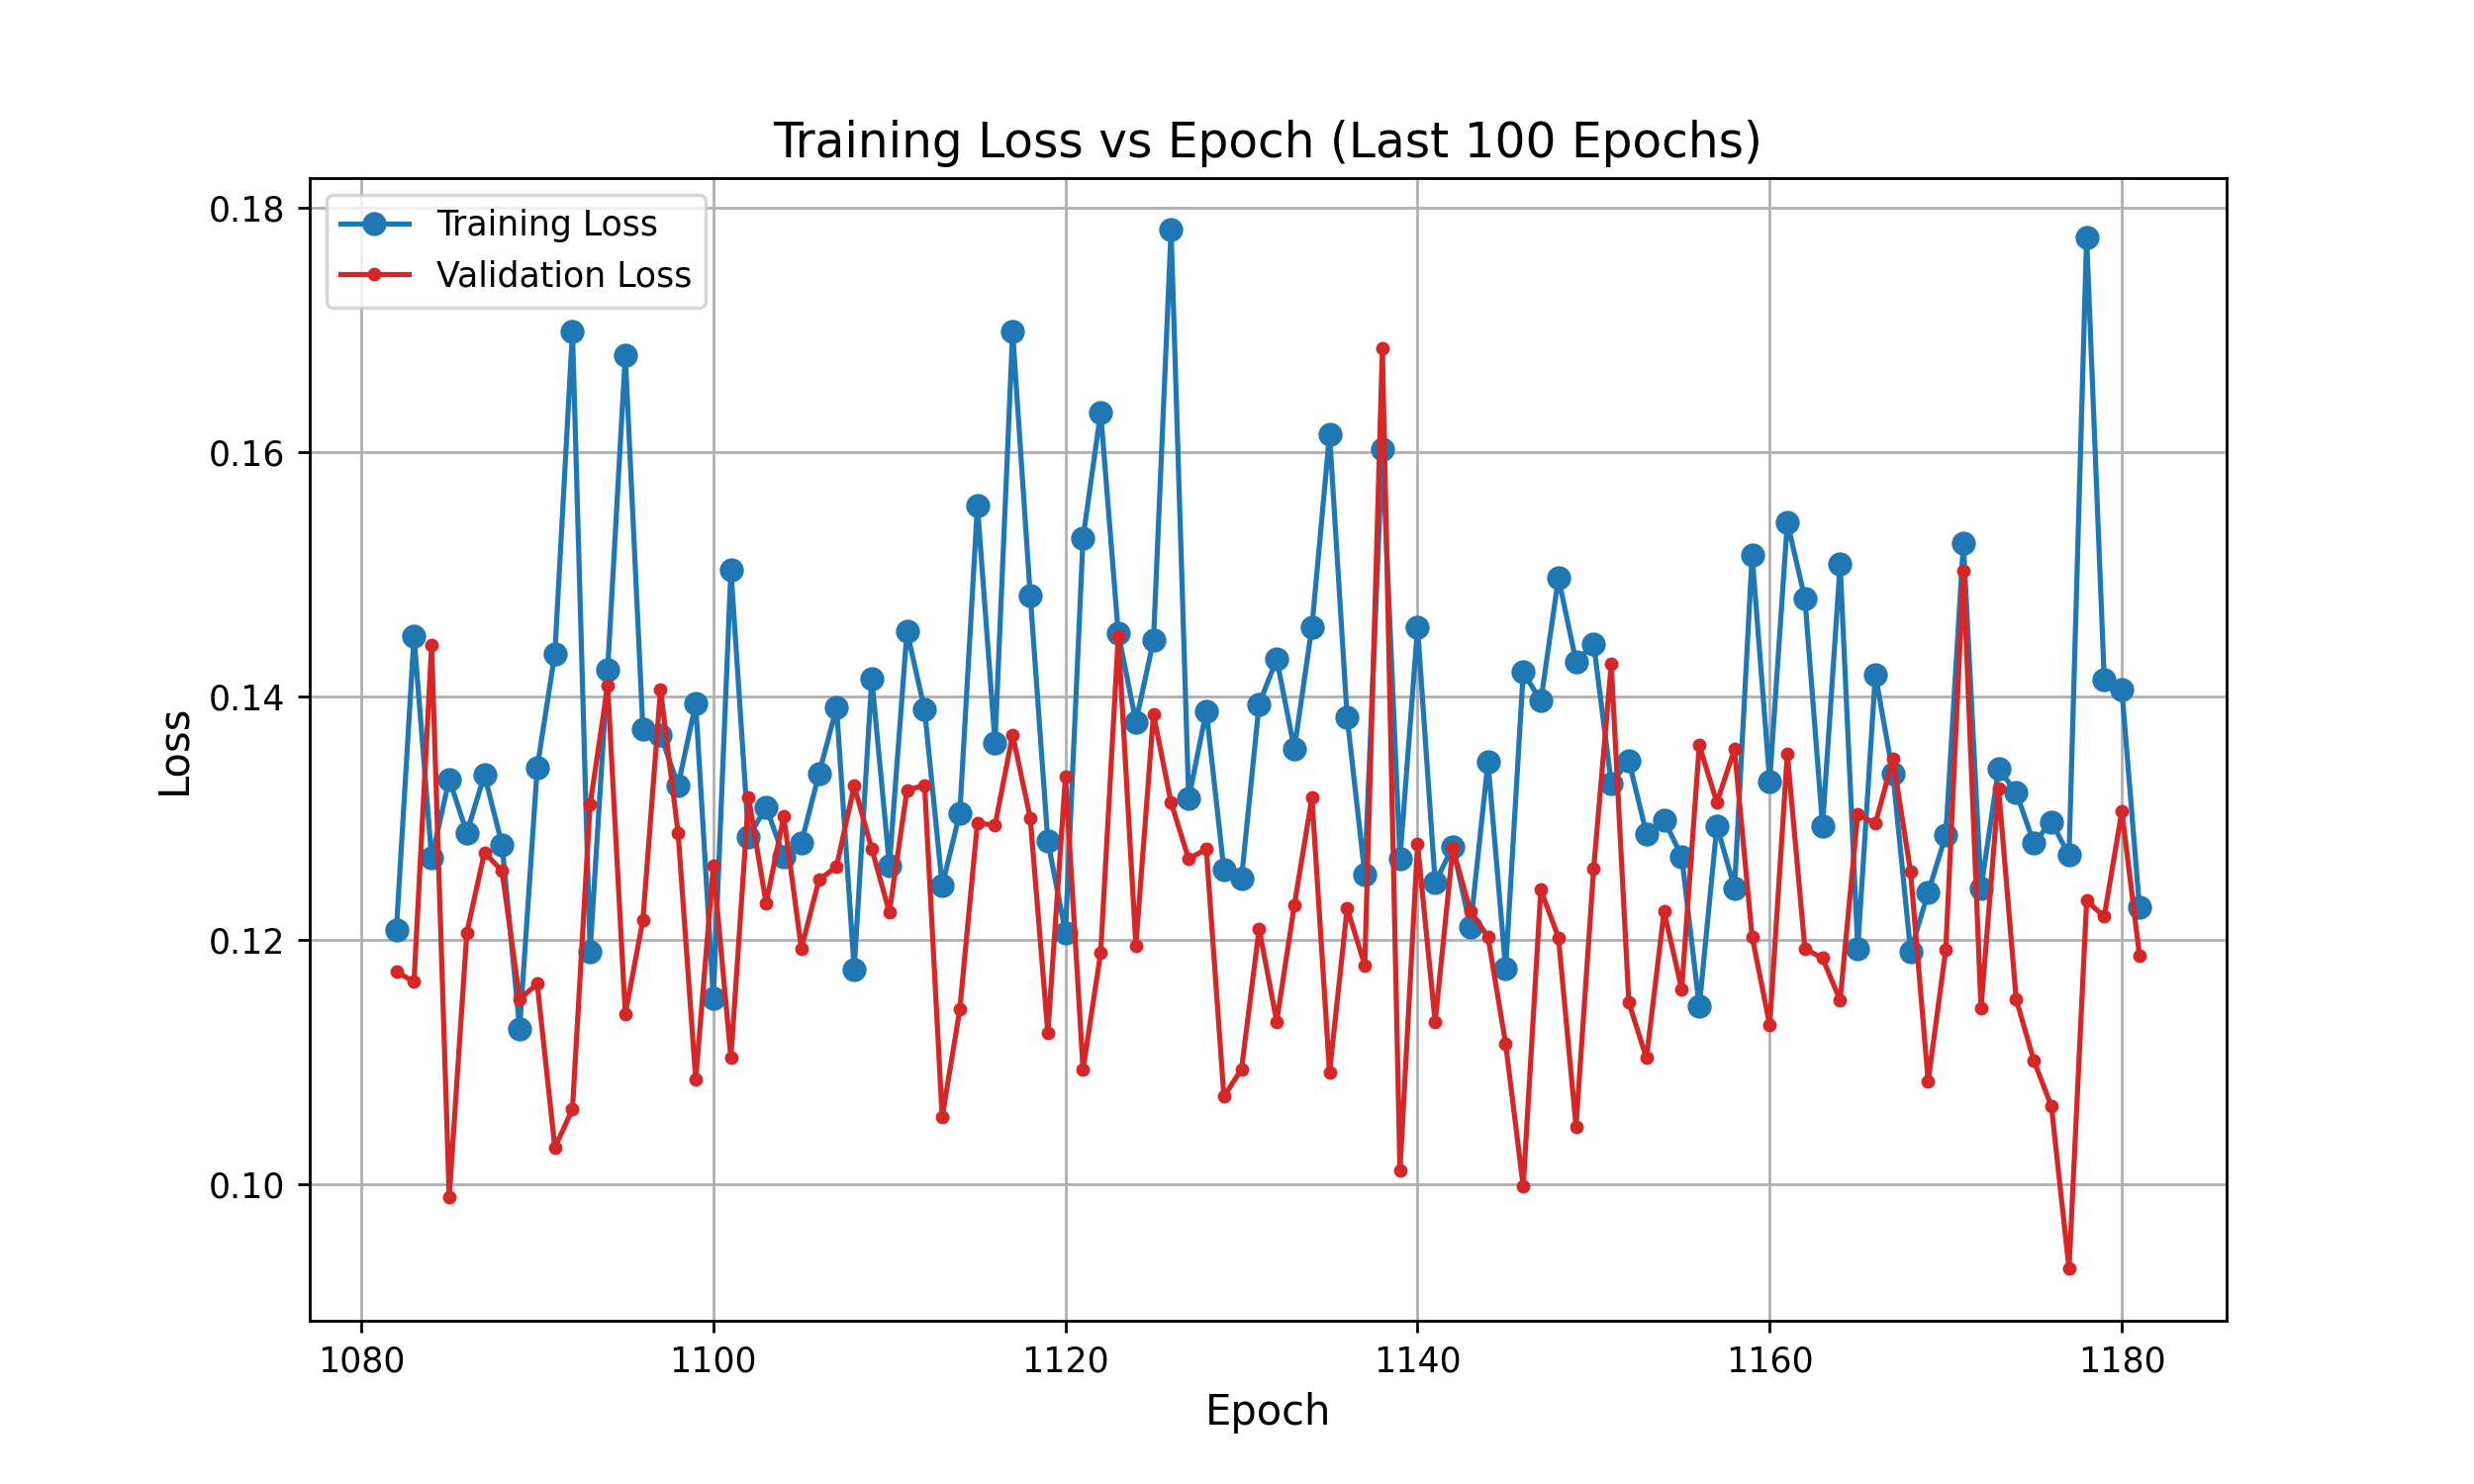 Training Loss vs Epoch (Last 100 Epochs)
Training Loss
Validation Loss
0.18
0.16
0.14
0.12
0.10
Loss
1080 1100 1120 1140 1160 1180
Epoch